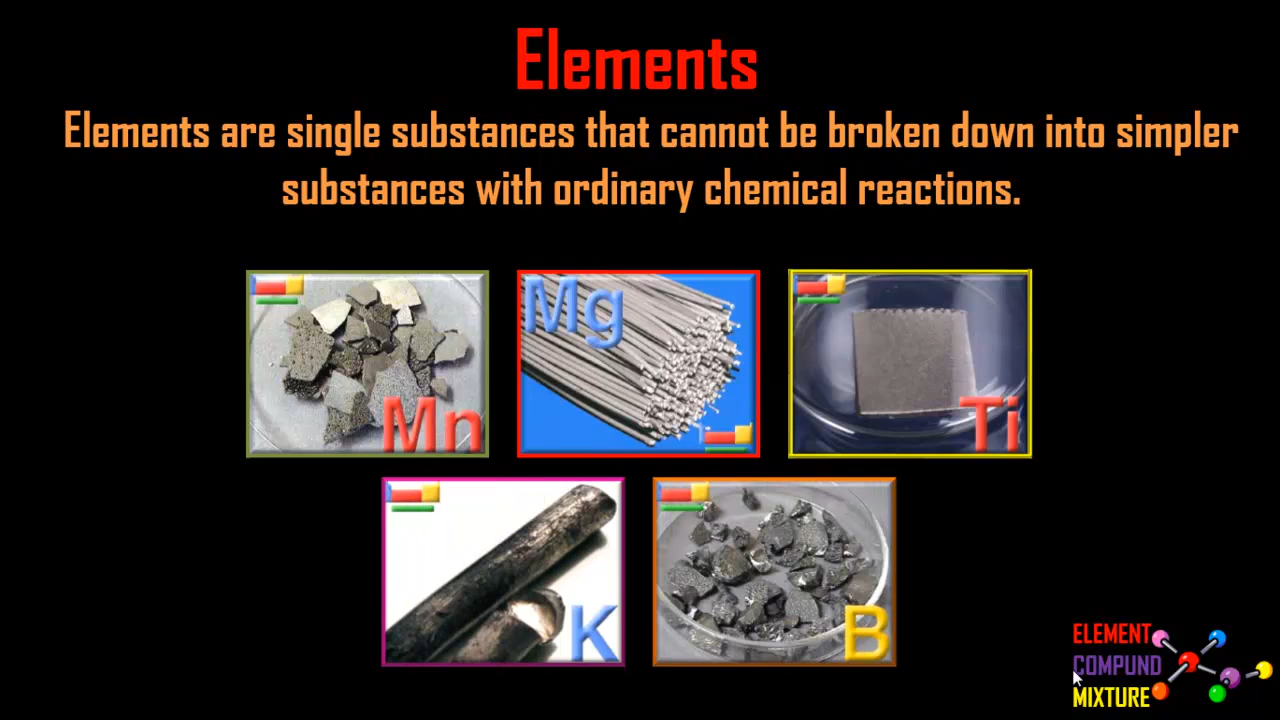 Elements
Elements are single substances that cannot be broken down into simpler
substances with ordinary chemical reactions.
Mn
Mg
Ti
K
B
ELEMENT
COMPUND
MIXTURE